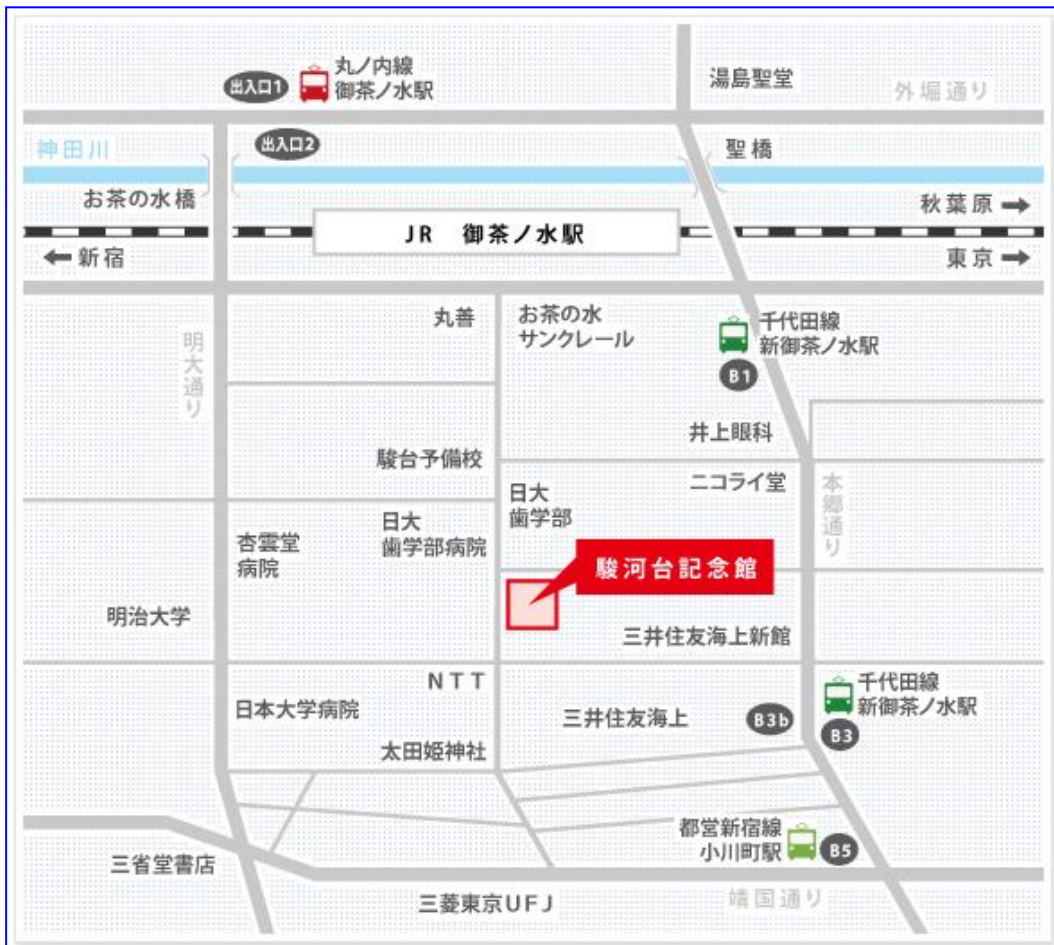 丸ノ内線
出入口1
御茶ノ水駅
湯島聖堂
外堀通り
神田川
出入口2
聖橋
お茶の水橋
秋葉原
JR 御茶ノ水駅
新宿
東京
丸善
お茶の水
サンクレール
千代田線
新御茶ノ水駅
B1
明大通り
井上眼科
駿台予備校
ニコライ堂
本郷通り
日大
歯学部
日大
歯学部病院
杏雲堂
病院
駿河台記念館
明治大学
三井住友海上新館
NTT
千代田線
新御茶ノ水駅
日本大学病院
三井住友海上
B3b
B3
太田姫神社
都営新宿線
小川町駅
B5
三省堂書店
三菱東京UFJ
靖国通り